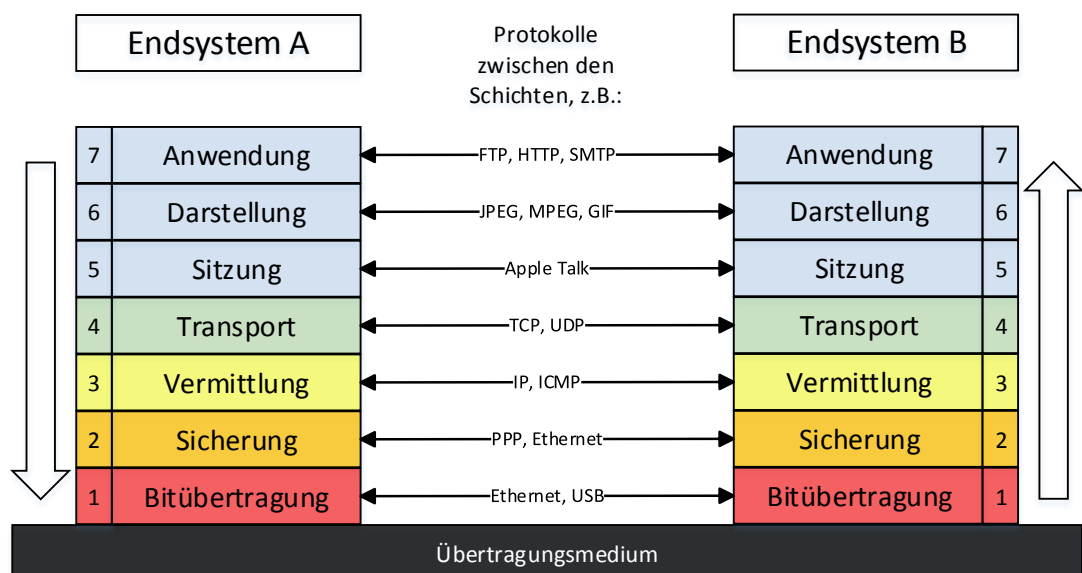 Endsystem A
Protokolle
zwischen den
Schichten, z.B.:
Endsystem B
7 Anwendung FTP, HTTP, SMTP Anwendung 7
6 Darstellung JPEG, MPEG, GIF Darstellung 6
5 Sitzung Apple Talk Sitzung 5
4 Transport TCP, UDP Transport 4
3 Vermittlung IP, ICMP Vermittlung 3
2 Sicherung PPP, Ethernet Sicherung 2
1 Bitübertragung Ethernet, USB Bitübertragung 1
Übertragungsmedium